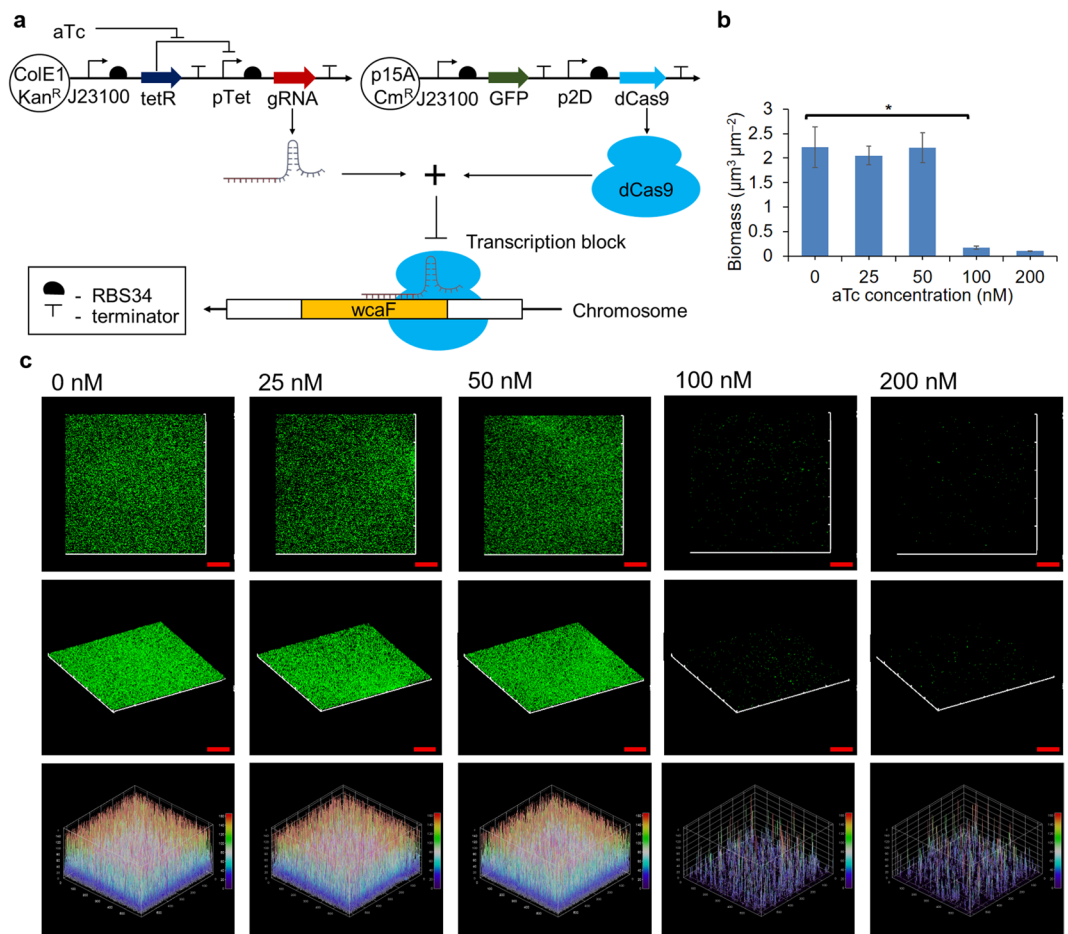 a
aTc
ColE1
Kan^R
J23100
tetR
pTet
gRNA
p15A
Cm^R
J23100
GFP
p2D
dCas9
+
dCas9
Transcription block
wcaF
Chromosome
- RBS34
- terminator
b
*
Biomass (μm³ μm⁻²)
3
2.5
2
1.5
1
0.5
0
0 25 50 100 200
aTc concentration (nM)
c
0 nM 25 nM 50 nM 100 nM 200 nM